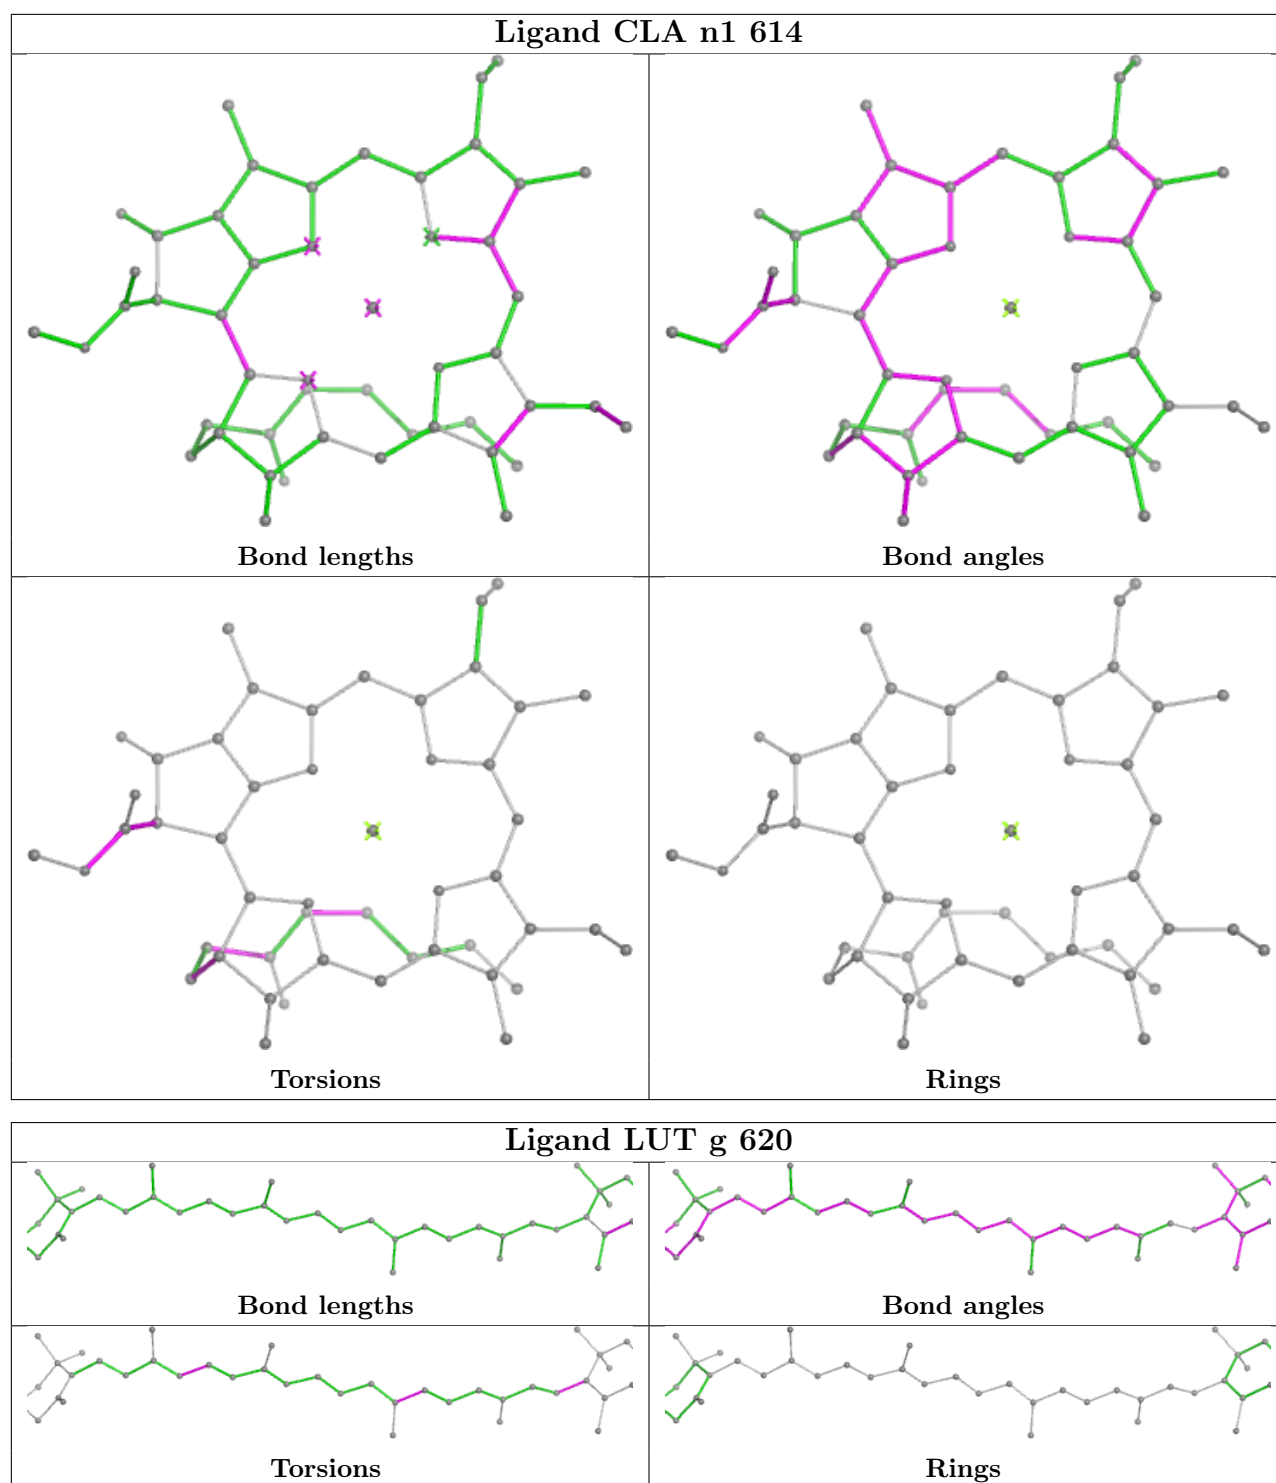 Ligand CLA n1 614
Bond lengths
Bond angles
Torsions
Rings
Ligand LUT g 620
Bond lengths
Bond angles
Torsions
Rings